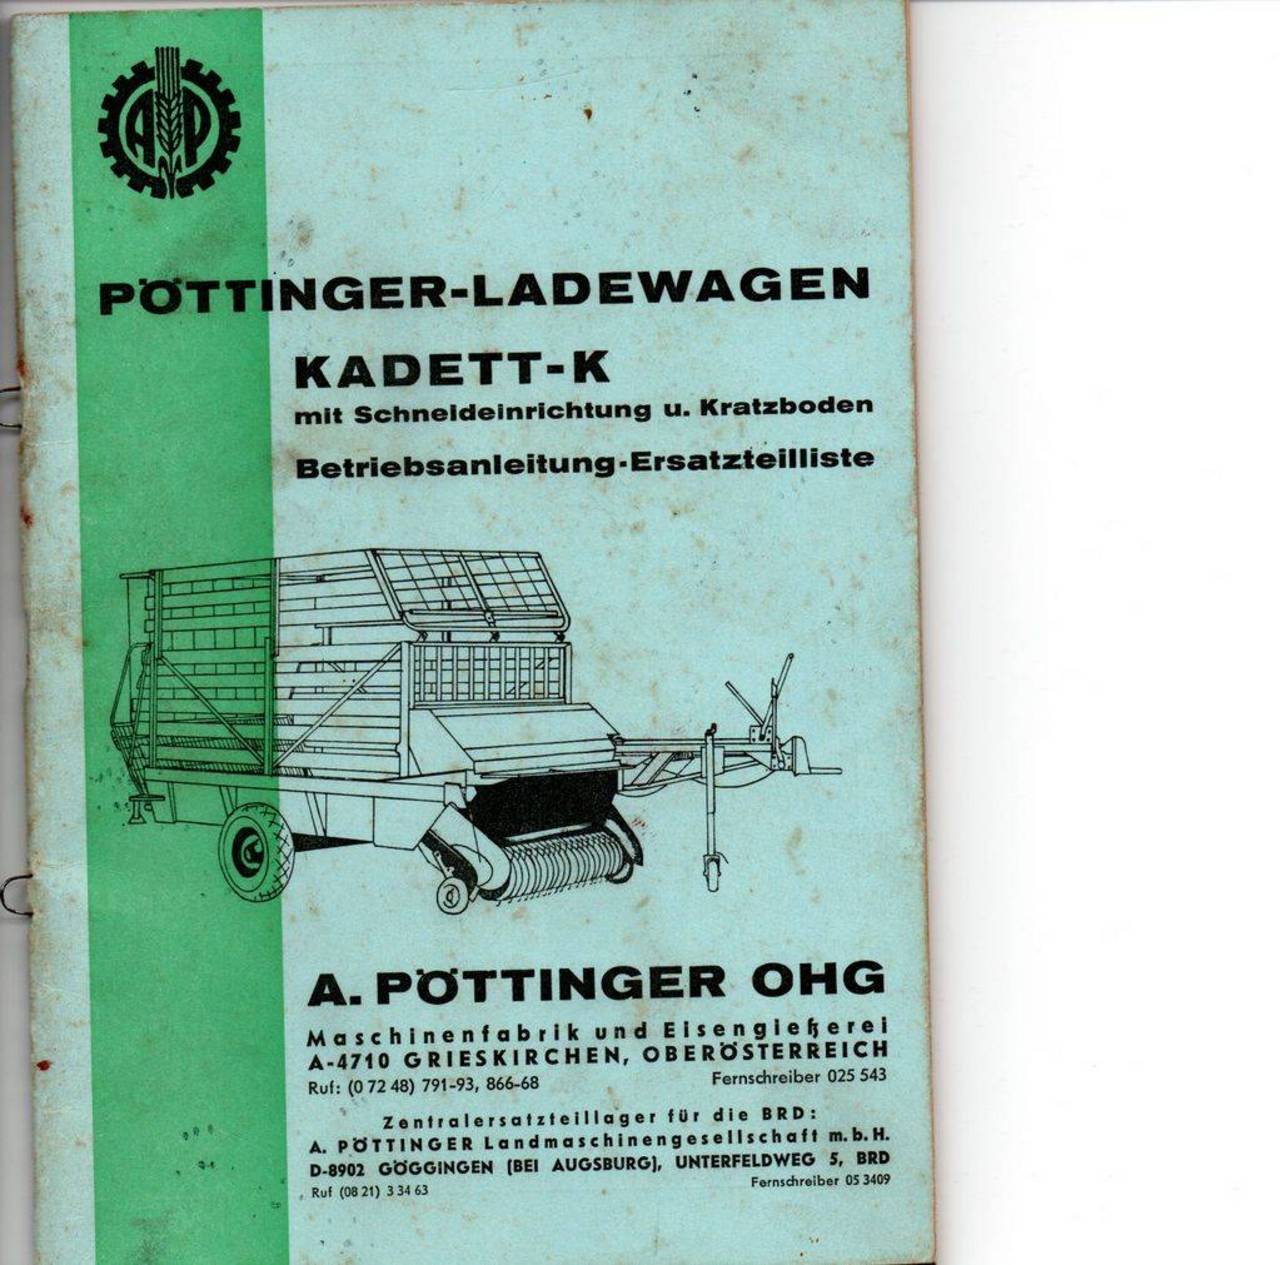 A P
PÖTTINGER-LADEWAGEN
KADETT-K
mit Schneideinrichtung u. Kratzboden
Betriebsanleitung-Ersatzteilliste
A. PÖTTINGER OHG
Maschinenfabrik und Eisengießerei
A-4710 GRIESKIRCHEN, OBERÖSTERREICH
Ruf: (0 72 48) 791-93, 866-68 Fernschreiber 025 543
Zentralersatzteillager für die BRD:
A. PÖTTINGER Landmaschinengesellschaft m.b.H.
D-8902 GÖGGINGEN (BEI AUGSBURG), UNTERFELDWEG 5, BRD
Ruf (08 21) 3 34 63 Fernschreiber 05 3409